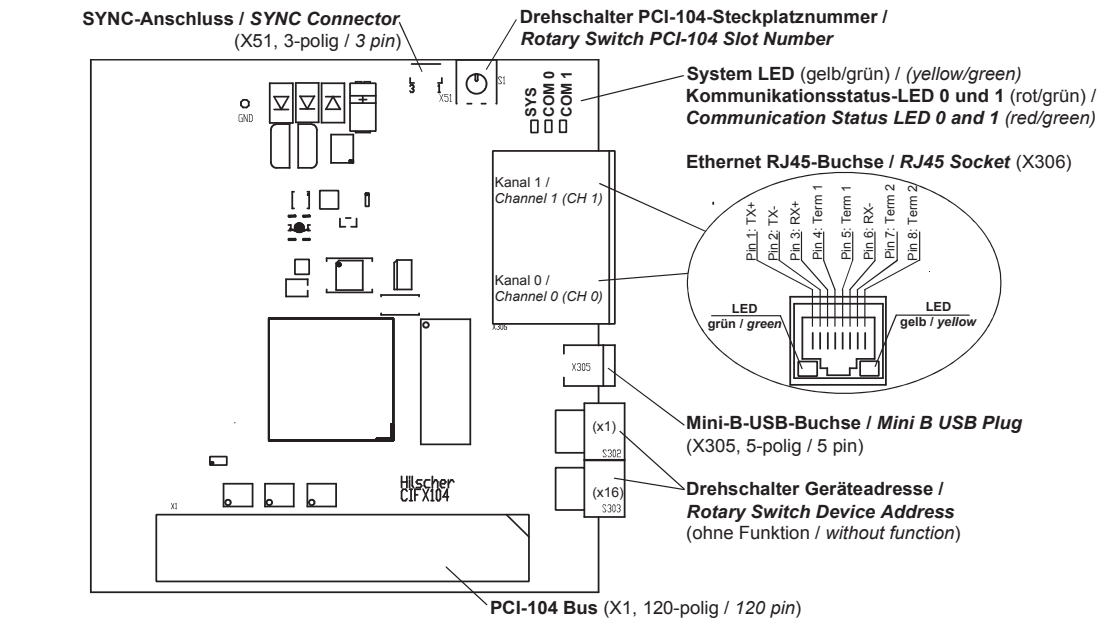 SYNC-Anschluss / SYNC Connector
(X51, 3-polig / 3 pin)
Drehschalter PCI-104-Steckplatznummer /
Rotary Switch PCI-104 Slot Number
System LED (gelb/grün) / (yellow/green)
Kommunikationsstatus-LED 0 und 1 (rot/grün) /
Communication Status LED 0 and 1 (red/green)
GND
3 1
X51
S1
SYS
COM 0
COM 1
Ethernet RJ45-Buchse / RJ45 Socket (X306)
Kanal 1 /
Channel 1 (CH 1)
Kanal 0 /
Channel 0 (CH 0)
X306
Pin 1: TX+
Pin 2: TX-
Pin 3: RX+
Pin 4: Term 1
Pin 5: Term 1
Pin 6: RX-
Pin 7: Term 2
Pin 8: Term 2
LED
grün / green
LED
gelb / yellow
X305
Mini-B-USB-Buchse / Mini B USB Plug
(X305, 5-polig / 5 pin)
(x1)
S302
(x16)
S303
Drehschalter Geräteadresse /
Rotary Switch Device Address
(ohne Funktion / without function)
Hilscher
CIFX104
X1
PCI-104 Bus (X1, 120-polig / 120 pin)